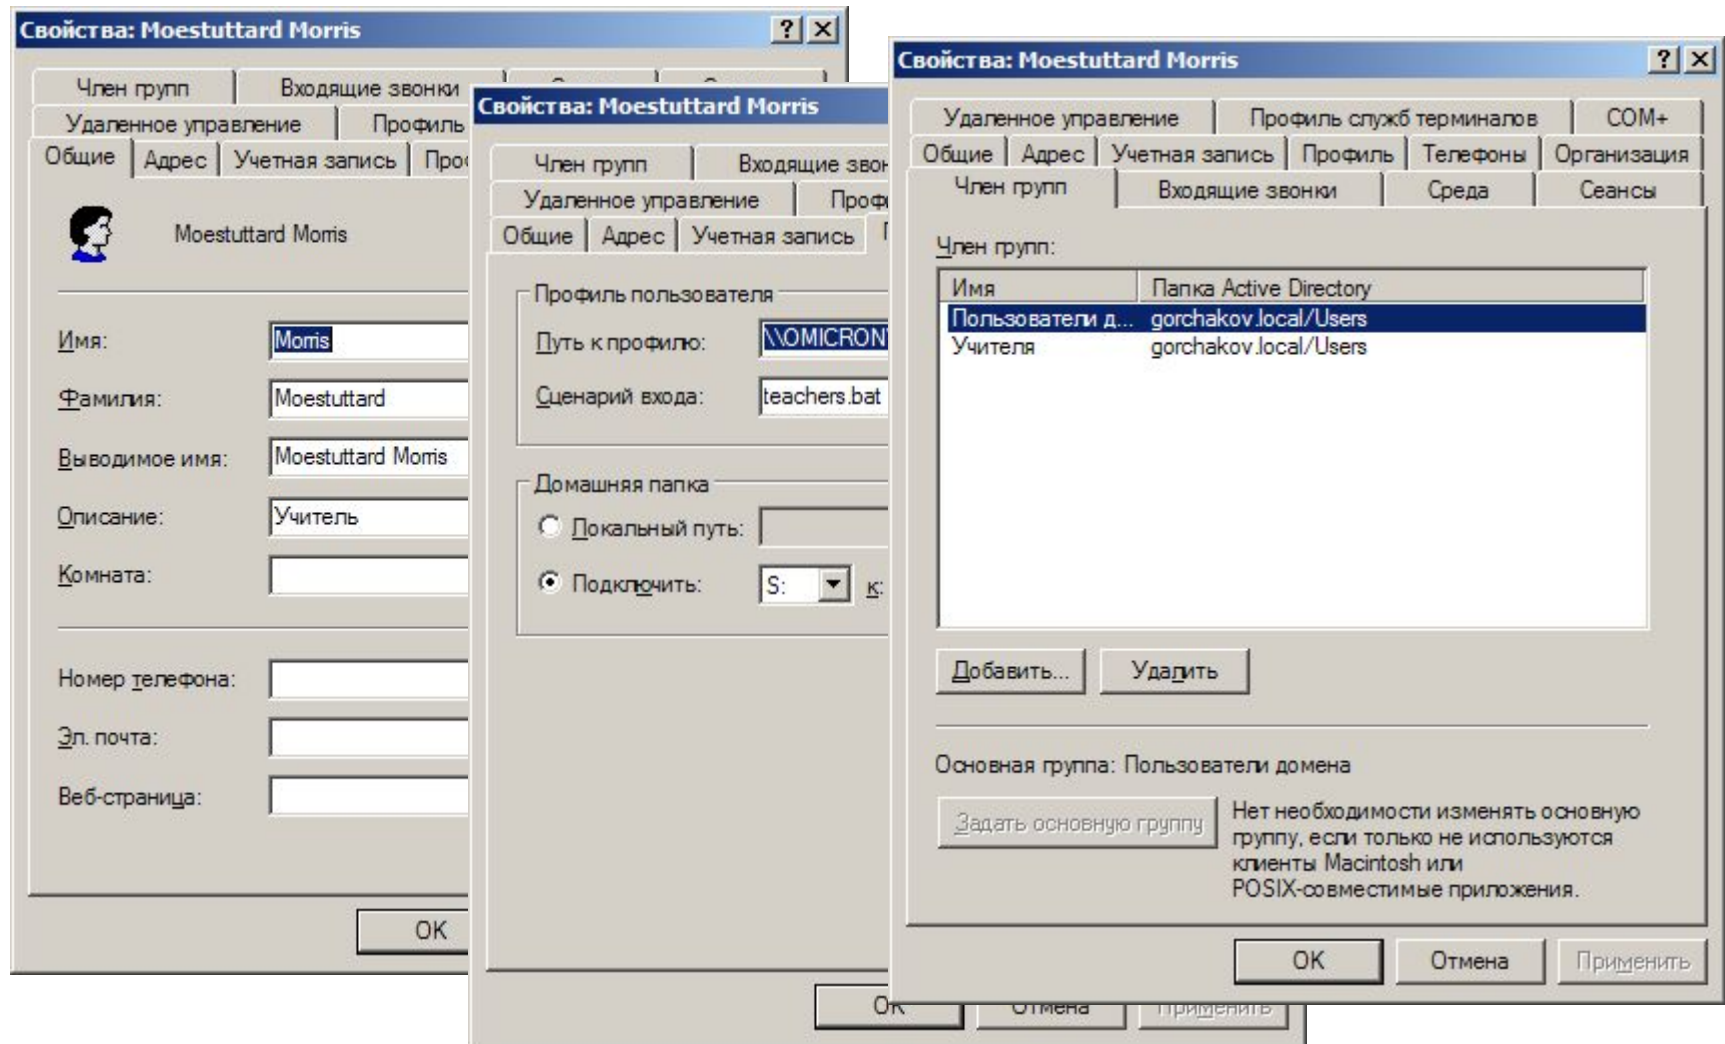 Свойства: Moestuttard Morris
Член групп
Входящие звонки
Удаленное управление
Профиль
Общие
Адрес
Учетная запись
Moestuttard Morris
Имя:
Morris
Фамилия:
Moestuttard
Выводимое имя:
Moestuttard Morris
Описание:
Учитель
Комната:
Номер телефона:
Эл. почта:
Веб-страница:
OK
Свойства: Moestuttard Morris
Член групп
Удаленное управление
Общие
Адрес
Учетная запись
Профиль пользователя
Путь к профилю:
\\OMICRON\
Сценарий входа:
teachers.bat
Домашняя папка
Локальный путь:
Подключить:
S:
к:
OK
Отмена
Применить
Свойства: Moestuttard Morris
Удаленное управление
Профиль служб терминалов
COM+
Общие
Адрес
Учетная запись
Профиль
Телефоны
Организация
Член групп
Входящие звонки
Среда
Сеансы
Член групп:
Имя
Папка Active Directory
Пользователи д...
gorchakov.local/Users
Учителя
gorchakov.local/Users
Добавить...
Удалить
Основная группа: Пользователи домена
Задать основную группу
Нет необходимости изменять основную
группу, если только не используются
клиенты Macintosh или
POSIX-совместимые приложения.
OK
Отмена
Применить